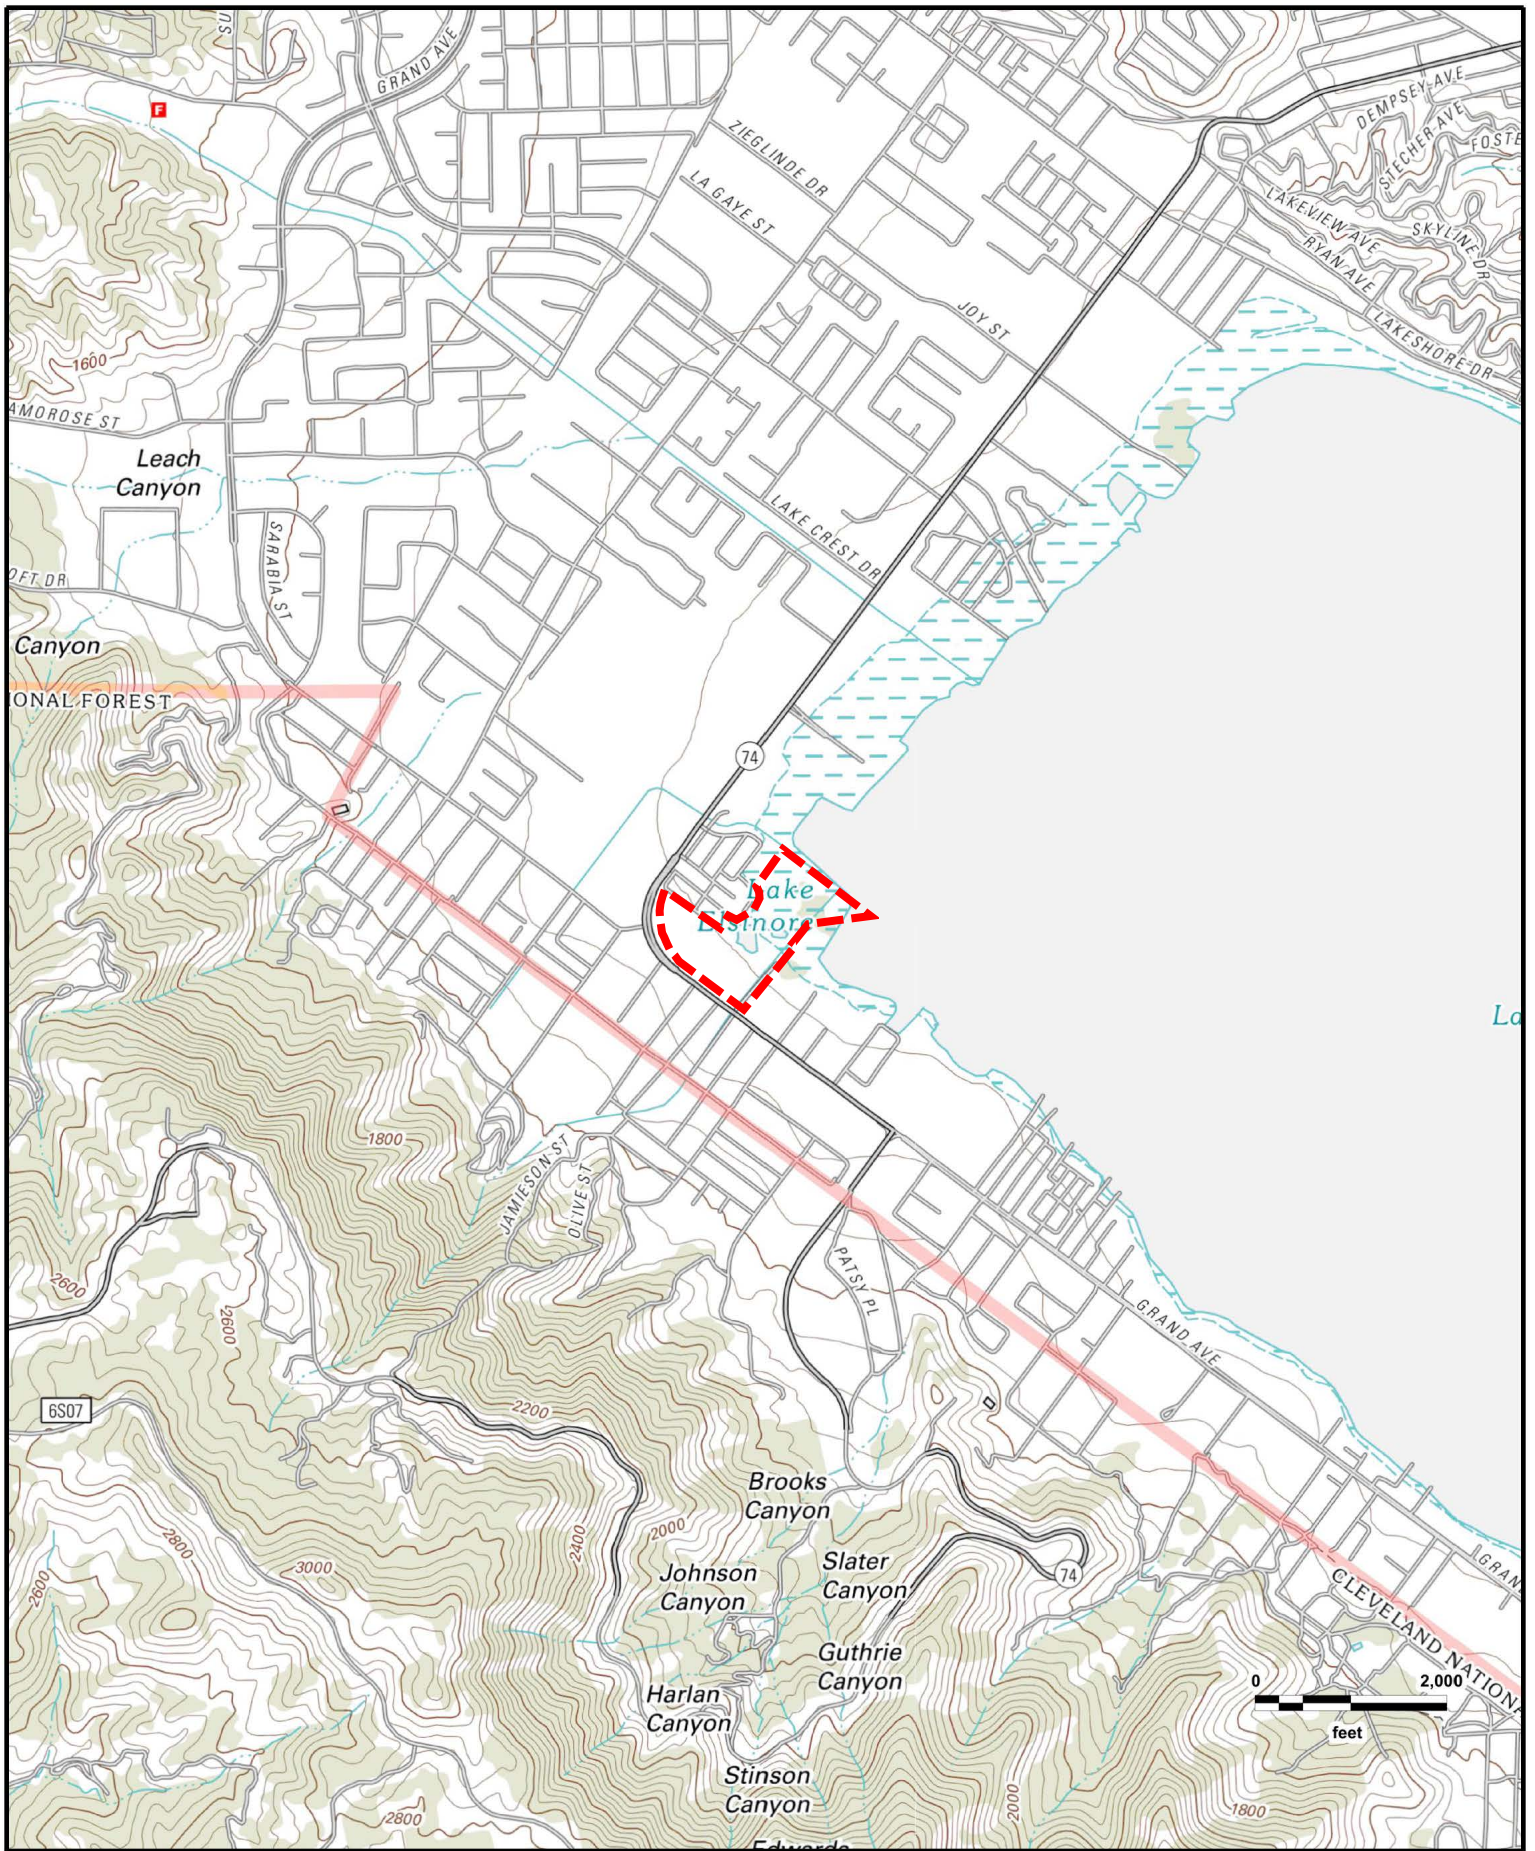 GRAND AVE
DEMPSEY AVE
STECHER AVE
FOSTE
F
ZIEGLINDE DR
LA GAYE ST
LAKEVIEW AVE
SKYLINE DR
RYAN AVE
JOY ST
LAKESHORE DR
1600
AMOROSE ST
Leach
Canyon
LAKE CREST DR
SARABIA ST
OFT DR
Canyon
IONAL FOREST
74
Lake
Elsinore
La
1800
JAMIESON ST
OLIVE ST
PATSY PL
2600
2600
GRAND AVE
6S07
2200
Brooks
Canyon
2800
2400
2000
3000
Johnson
Canyon
Slater
Canyon
74
2600
GRAN
CLEVELAND NATION
Guthrie
Canyon
0 2,000
feet
Harlan
Canyon
Stinson
Canyon
2800
2000
1800
Edwards